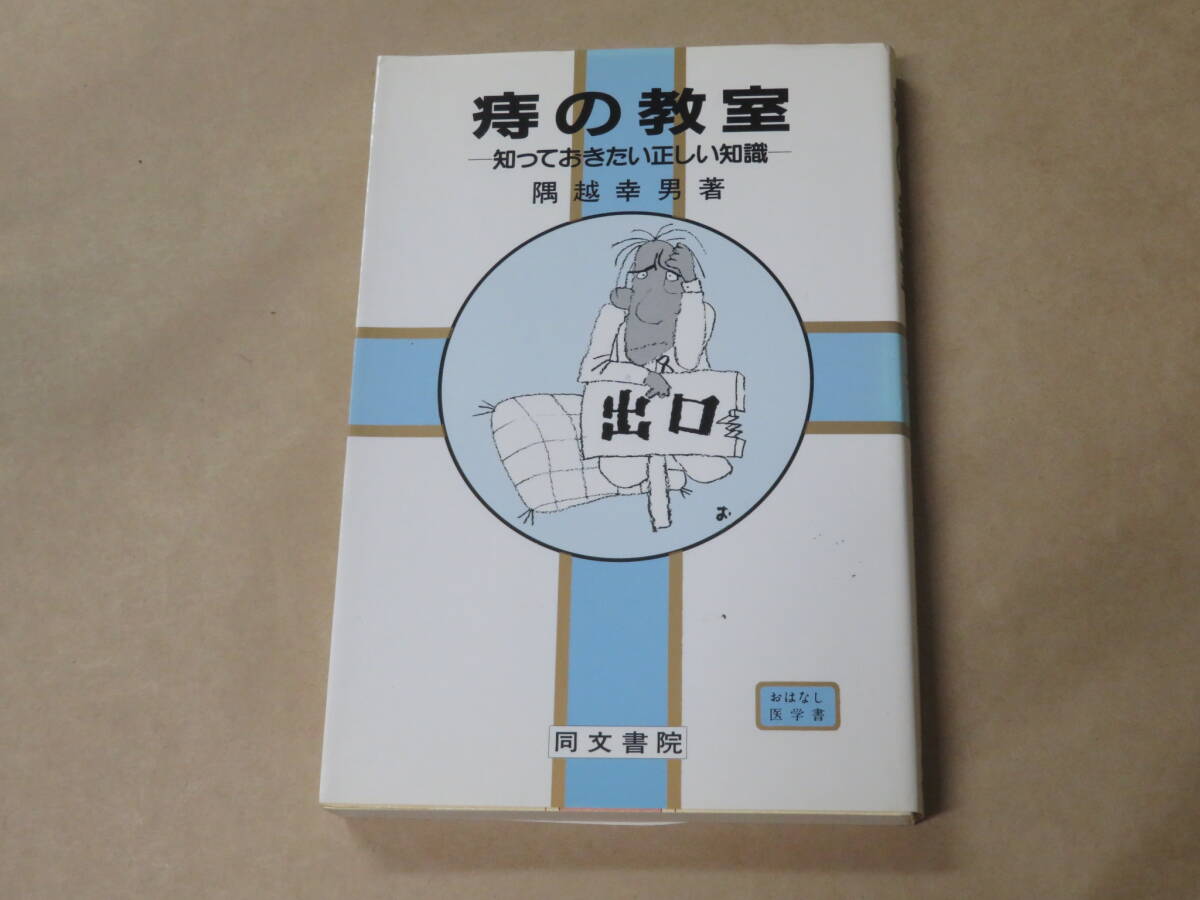 痔の教室
―知っておきたい正しい知識―
隅越幸男著
出口
お.
おはなし
医学書
同文書院